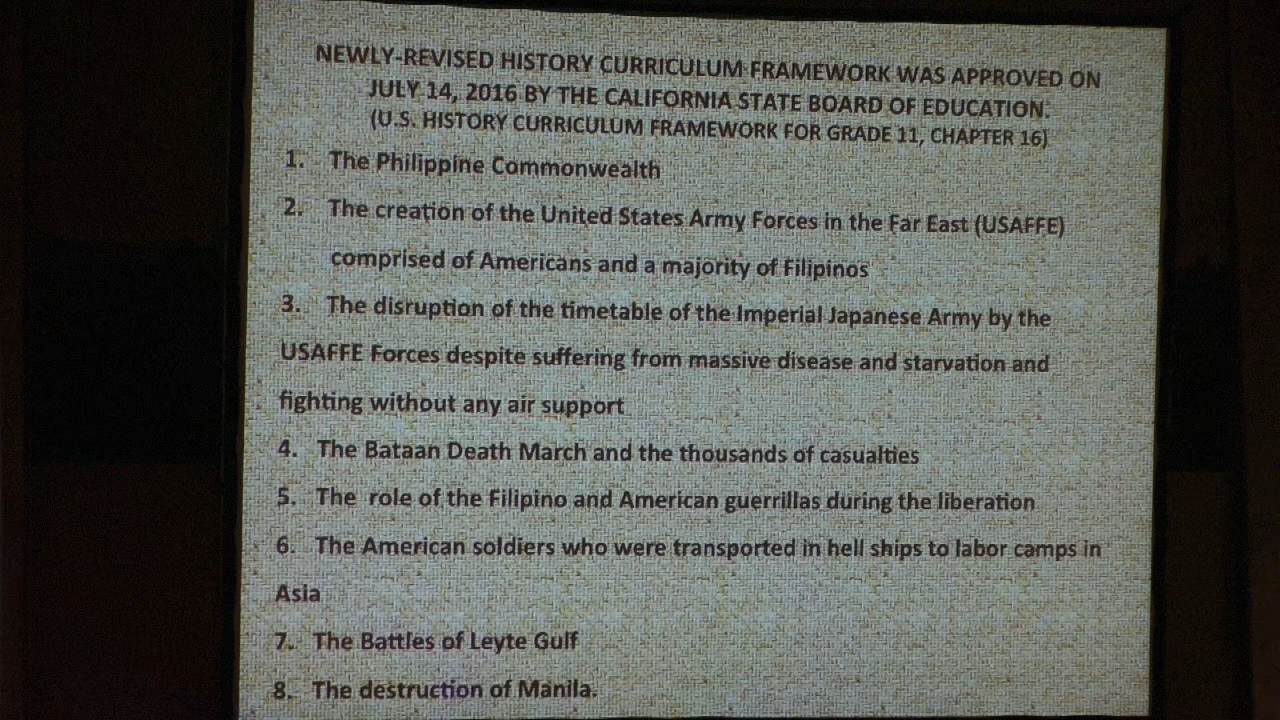 NEWLY-REVISED HISTORY CURRICULUM FRAMEWORK WAS APPROVED ON
JULY 14, 2016 BY THE CALIFORNIA STATE BOARD OF EDUCATION.
(U.S. HISTORY CURRICULUM FRAMEWORK FOR GRADE 11, CHAPTER 16)
1. The Philippine Commonwealth
2. The creation of the United States Army Forces in the Far East (USAFFE)
comprised of Americans and a majority of Filipinos
3. The disruption of the timetable of the Imperial Japanese Army by the
USAFFE Forces despite suffering from massive disease and starvation and
fighting without any air support
4. The Bataan Death March and the thousands of casualties
5. The role of the Filipino and American guerrillas during the liberation
6. The American soldiers who were transported in hell ships to labor camps in
Asia
7. The Battles of Leyte Gulf
8. The destruction of Manila.